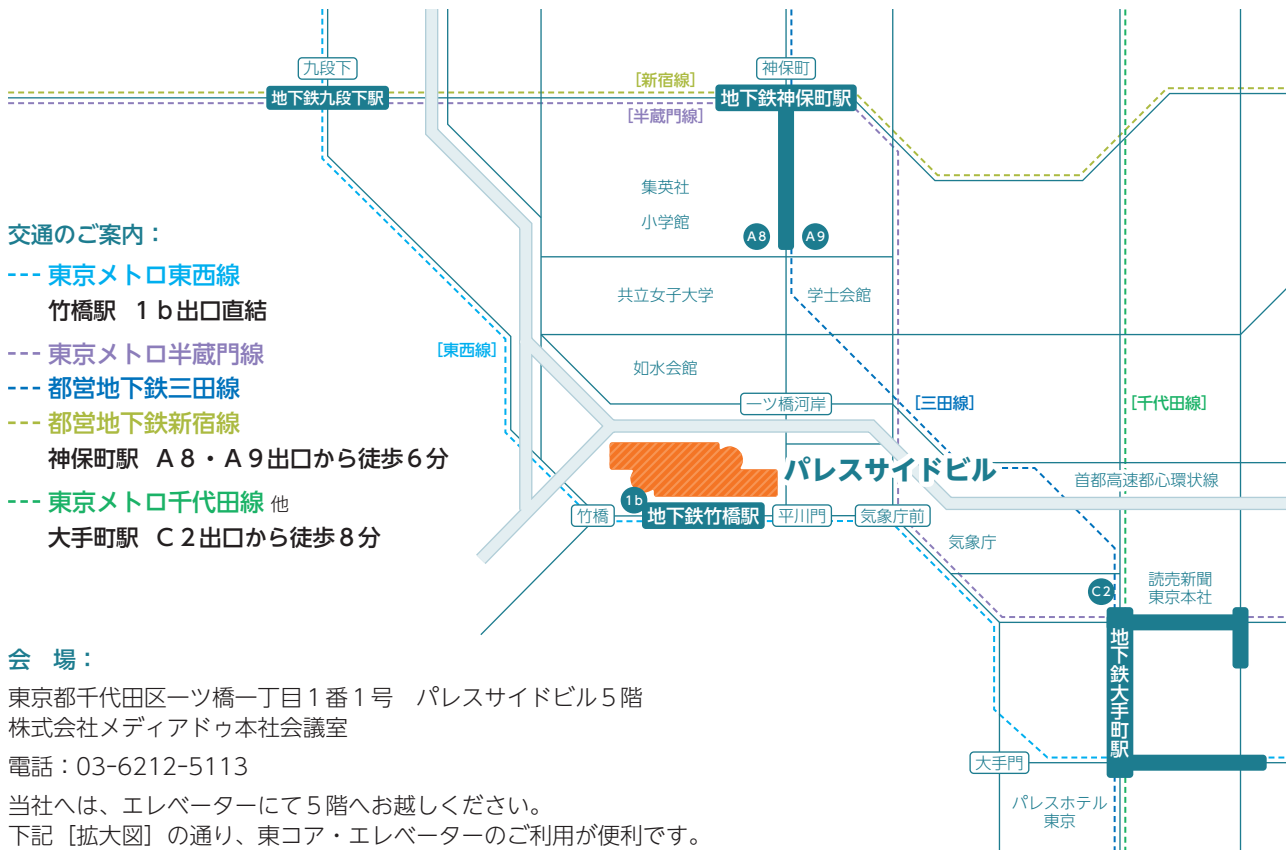 九段下
地下鉄九段下駅
[新宿線]
[半蔵門線]
神保町
地下鉄神保町駅
集英社
小学館
A8
A9
共立女子大学
学士会館
[東西線]
如水会館
一ツ橋河岸
[三田線]
[千代田線]
パレスサイドビル
首都高速都心環状線
1b
竹橋
地下鉄竹橋駅
平川門
気象庁前
気象庁
C2
読売新聞
東京本社
地下鉄大手町駅
大手門
パレスホテル
東京
交通のご案内：
--- 東京メトロ東西線
竹橋駅 1b出口直結
--- 東京メトロ半蔵門線
--- 都営地下鉄三田線
--- 都営地下鉄新宿線
神保町駅 A8・A9出口から徒歩6分
--- 東京メトロ千代田線 他
大手町駅 C2出口から徒歩8分
会　場：
東京都千代田区一ツ橋一丁目1番1号　パレスサイドビル5階
株式会社メディアドゥ本社会議室
電話：03-6212-5113
当社へは、エレベーターにて5階へお越しください。
下記［拡大図］の通り、東コア・エレベーターのご利用が便利です。